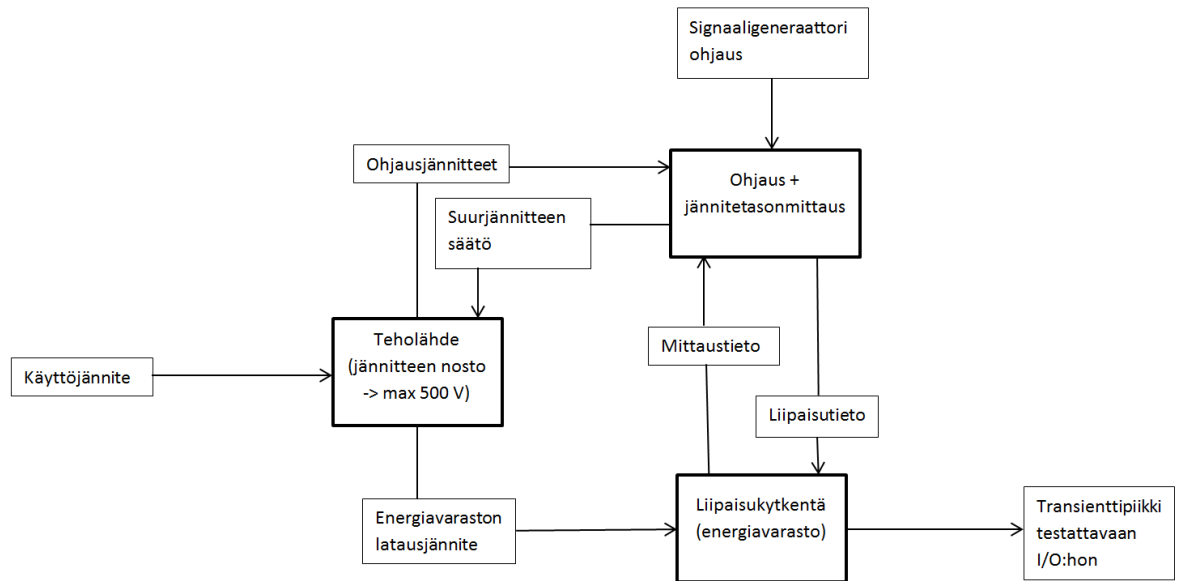 Signaaligeneraattori
ohjaus
Ohjausjännitteet
Ohjaus +
jännitetasonmittaus
Suurjännitteen
säätö
Teholähde
(jännitteen nosto
-> max 500 V)
Mittaustieto
Käyttöjännite
Liipaisutieto
Energiavaraston
latausjännite
Liipaisukytkentä
(energiavarasto)
Transienttipiikki
testattavaan
I/O:hon